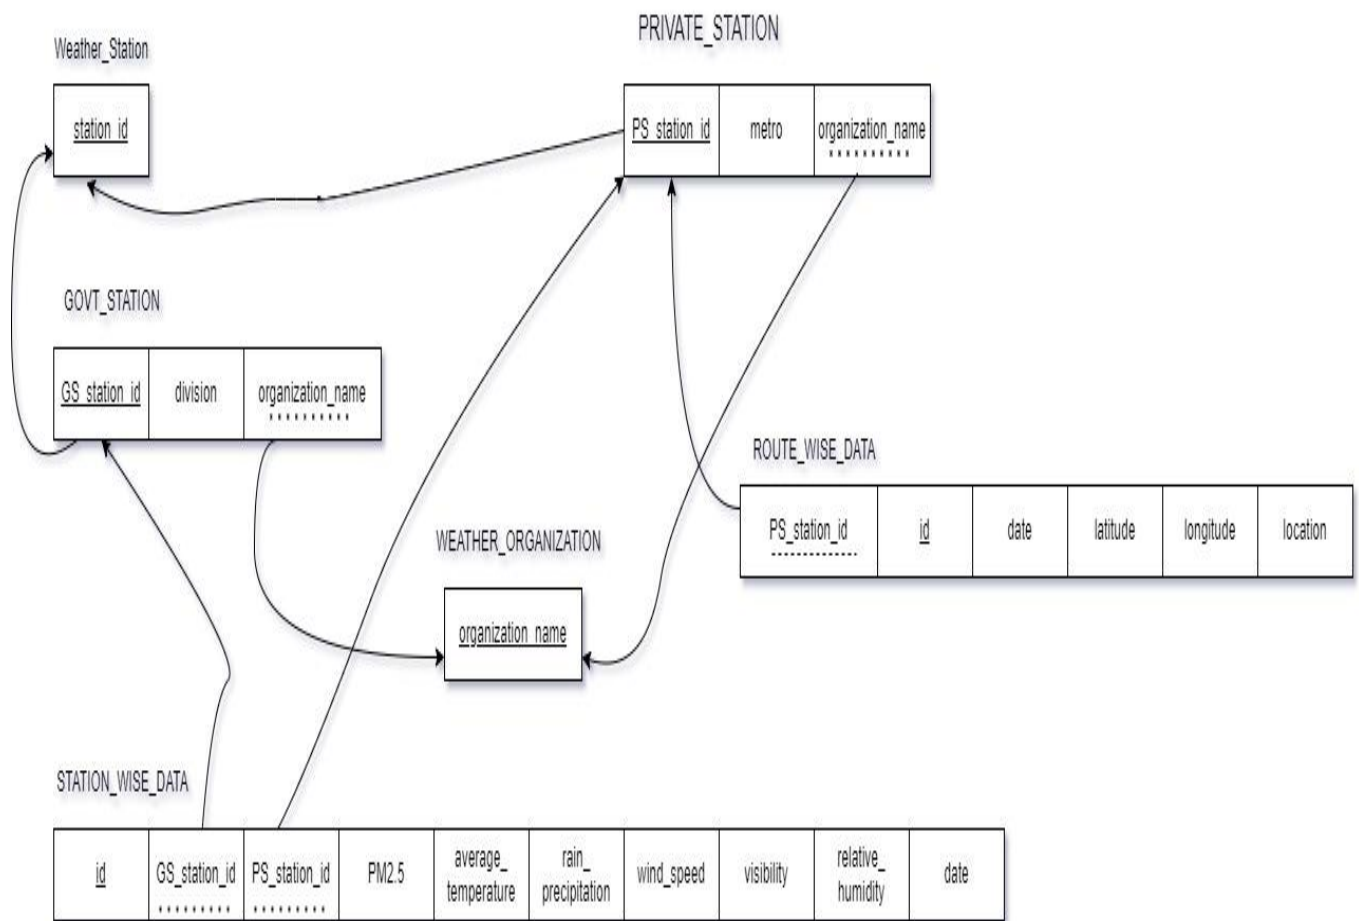 PRIVATE_STATION
Weather_Station
station_id
PS_station_id
metro
organization_name
GOVT_STATION
GS_station_id
division
organization_name
ROUTE_WISE_DATA
PS_station_id
id
date
latitude
longitude
location
WEATHER_ORGANIZATION
organization_name
STATION_WISE_DATA
id
GS_station_id
PS_station_id
PM2.5
average_
temperature
rain_
precipitation
wind_speed
visibility
relative_
humidity
date